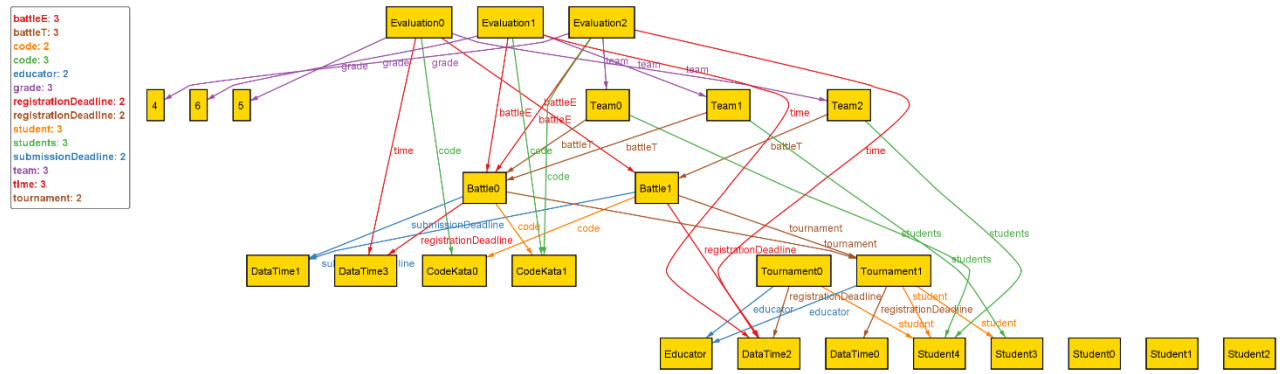 battleE: 3
battleT: 3
code: 2
code: 3
educator: 2
grade: 3
registrationDeadline: 2
registrationDeadline: 2
student: 3
students: 3
submissionDeadline: 2
team: 3
time: 3
tournament: 2
Evaluation0 Evaluation1 Evaluation2
grade grade grade team team team
4 6 5 Team0 Team1 Team2
battleE battleE battleE time
time code code battleT battleT battleT time
Battle0 Battle1
submissionDeadline code code tournament
registrationDeadline registrationDeadline tournament students students
students
DataTime1 DataTime3 CodeKata0 CodeKata1 Tournament0 Tournament1
registrationDeadline student
educator educator registrationDeadline
student student
Educator DataTime2 DataTime0 Student4 Student3 Student0 Student1 Student2